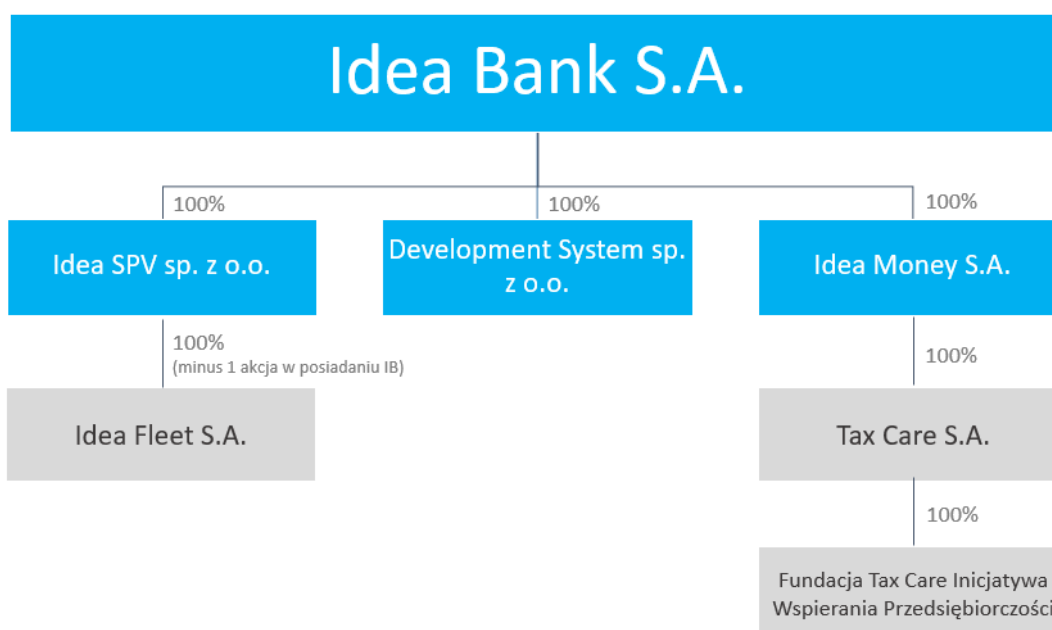 Idea Bank S.A.
100%
100%
100%
Idea SPV sp. z o.o.
Development System sp.
z o.o.
Idea Money S.A.
100%
(minus 1 akcja w posiadaniu IB)
100%
Idea Fleet S.A.
Tax Care S.A.
100%
Fundacja Tax Care Inicjatywa
Wspierania Przedsiębiorczości